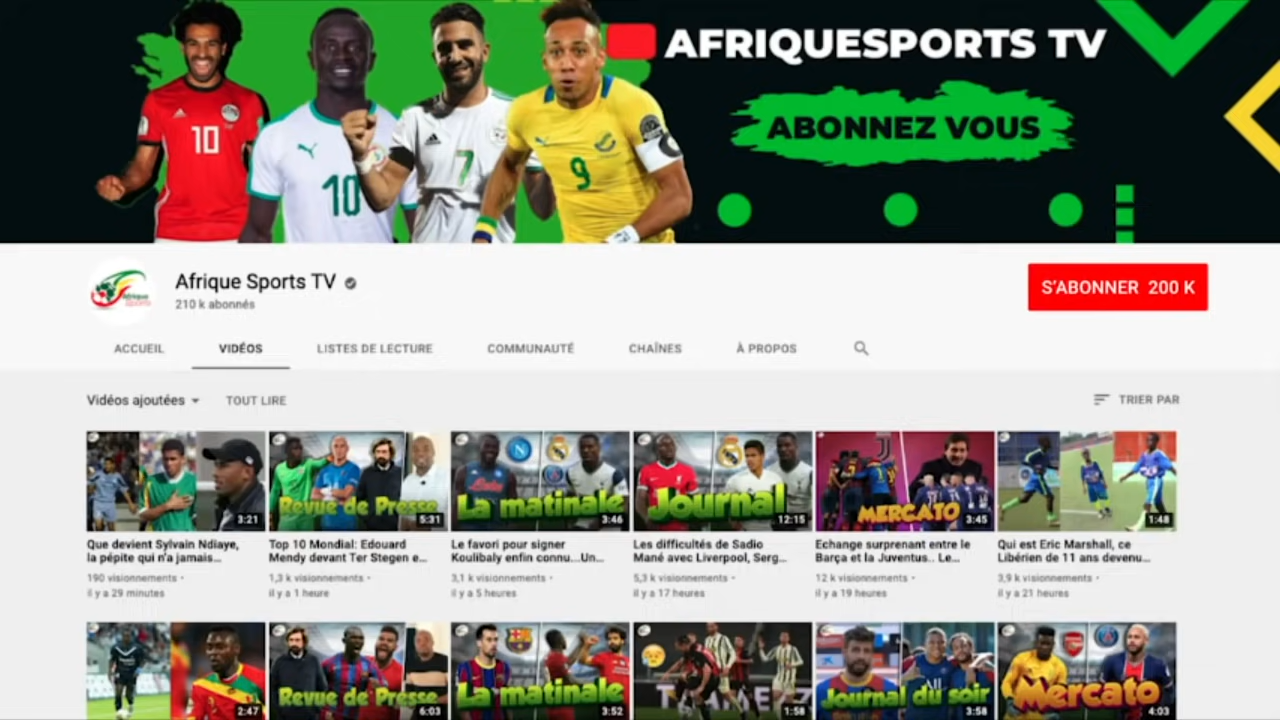 AFRIQUESPORTS TV
ABONNEZ VOUS
10
10
7
9
Afrique Sports TV
210 k abonnés
S'ABONNER 200 K
Afrique
Sports
ACCUEIL VIDÉOS LISTES DE LECTURE COMMUNAUTÉ CHAÎNES À PROPOS
Vidéos ajoutées TOUT LIRE TRIER PAR
3:21
Revue de Presse 5:31
La matinale 3:46
Journal 12:15
MERCATO 3:45
1:48
Que devient Sylvain Ndiaye,
la pépite qui n'a jamais...
190 visionnements •
il y a 29 minutes
Top 10 Mondial: Edouard
Mendy devant Ter Stegen e...
1,3 k visionnements •
il y a 1 heure
Le favori pour signer
Koulibaly enfin connu...Un...
3,1 k visionnements •
il y a 5 heures
Les difficultés de Sadio
Mané avec Liverpool, Serg...
5,3 k visionnements •
il y a 17 heures
Echange surprenant entre le
Barça et la Juventus.. Le...
12 k visionnements •
il y a 19 heures
Qui est Eric Marshall, ce
Libérien de 11 ans devenu...
3,9 k visionnements •
il y a 21 heures
2:47
Revue de Presse 6:03
La matinale 3:52
1:58
Journal du soir 3:58
Mercato 4:03